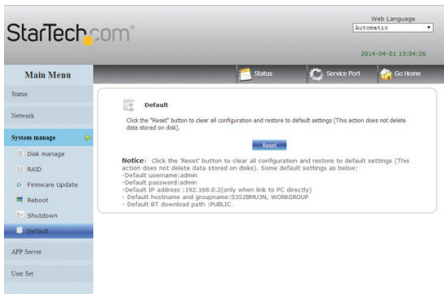 StarTech.com®
Web Language
Automatic
2014-04-01 13:04:26
Main Menu
Status
Service Port
Go Home
Status
Network
System manage
Disk manage
RAID
Firmware Update
Reboot
Shutdown
Default
APP Server
User Set
Default
Click the "Reset" button to clear all configuration and restore to default settings (This action does not delete
data stored on disk).
Reset
Notice: Click the 'Reset' button to clear all configuration and restore to default settings (This
action does not delete data stored on disks). Some default settings as below:
-Default username:admin
-Default password:admin
-Default IP address :192.168.0.2(only when link to PC directly)
- Default hostname and groupname:S352BMU3N, WORKGROUP
- Default BT download path :PUBLIC.